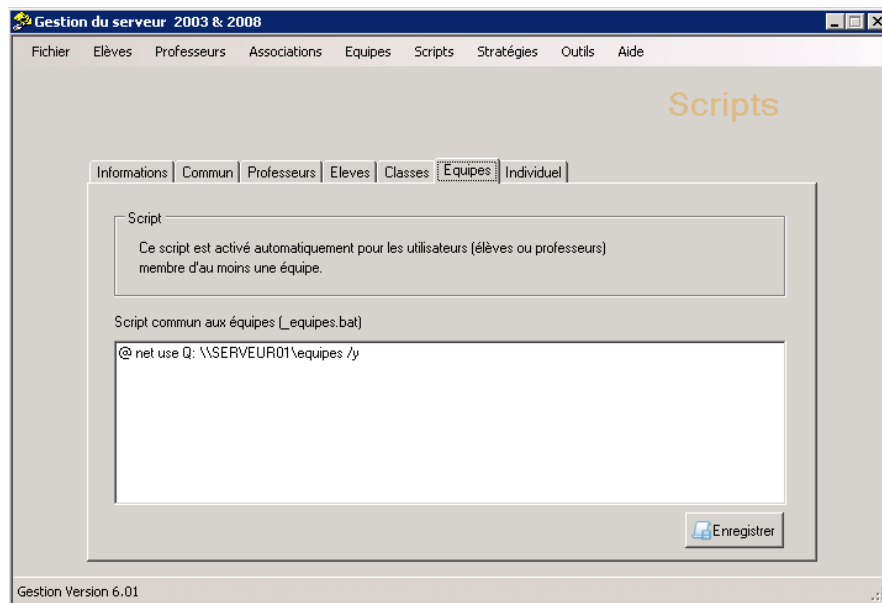 Gestion du serveur 2003 & 2008
Fichier Elèves Professeurs Associations Equipes Scripts Stratégies Outils Aide
Scripts
Informations Commun Professeurs Eleves Classes Equipes Individuel
Script
Ce script est activé automatiquement pour les utilisateurs (élèves ou professeurs)
membre d'au moins une équipe.
Script commun aux équipes (_equipes.bat)
@ net use Q: \\SERVEUR01\equipes /y
Enregistrer
Gestion Version 6.01